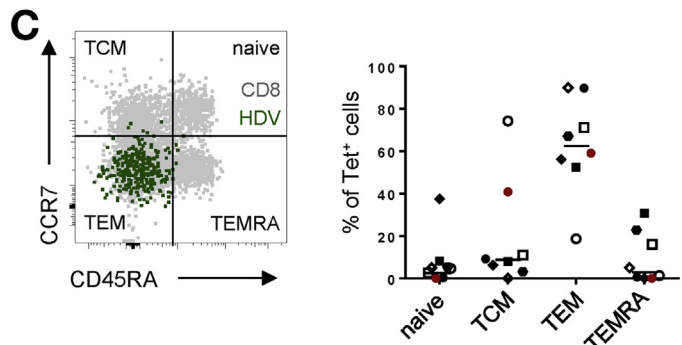 C
TCM naive
CD8
HDV
TEM TEMRA
CCR7
CD45RA
% of Tet⁺ cells
100
80
60
40
20
0
naive
TCM
TEM
TEMRA